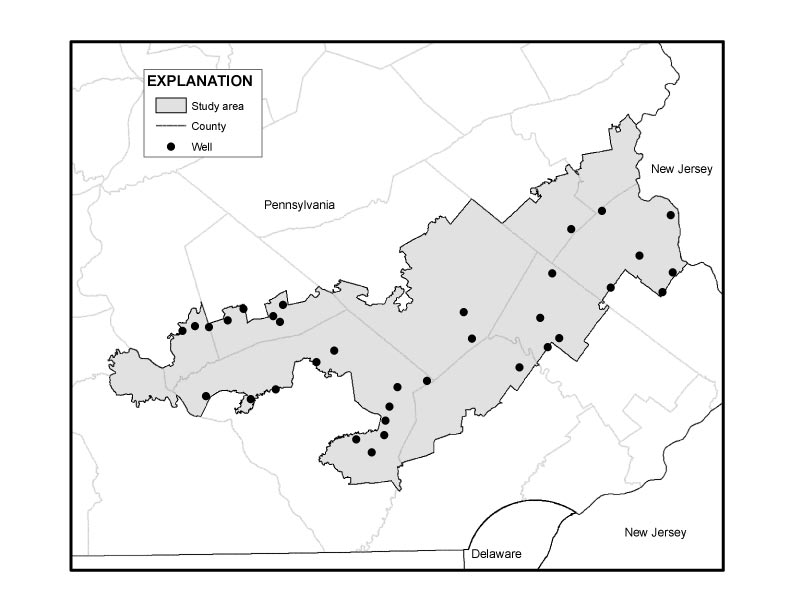 EXPLANATION
Study area
County
Well
New Jersey
Pennsylvania
New Jersey
Delaware